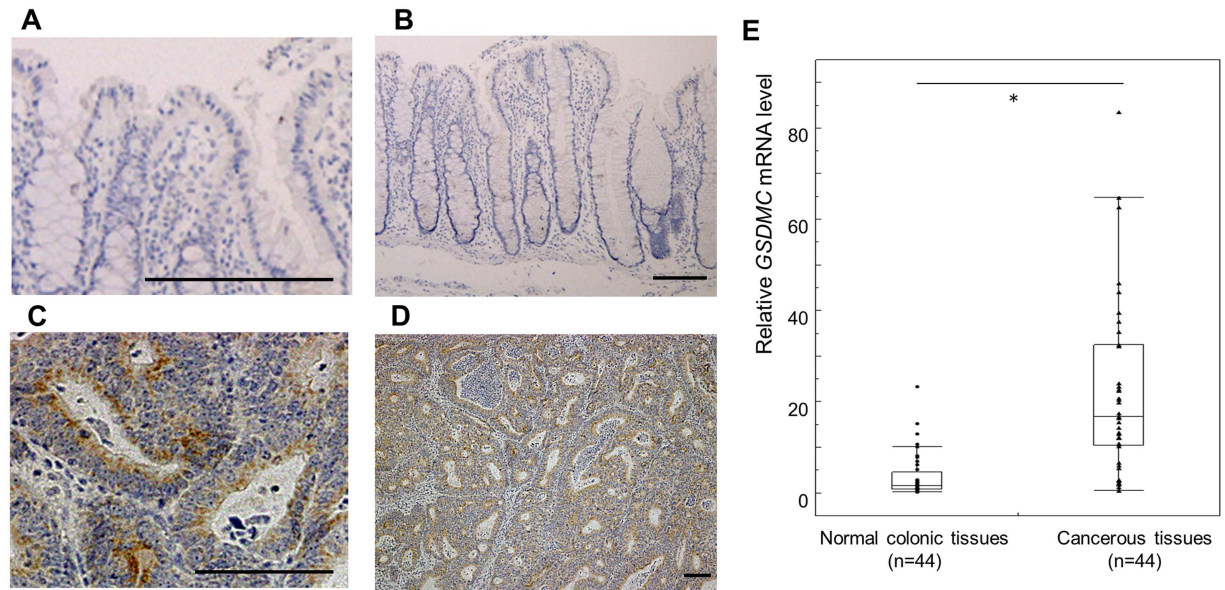 A
B
C
D
E
Relative GSDMC mRNA level
80
60
40
20
0
*
Normal colonic tissues
(n=44)
Cancerous tissues
(n=44)